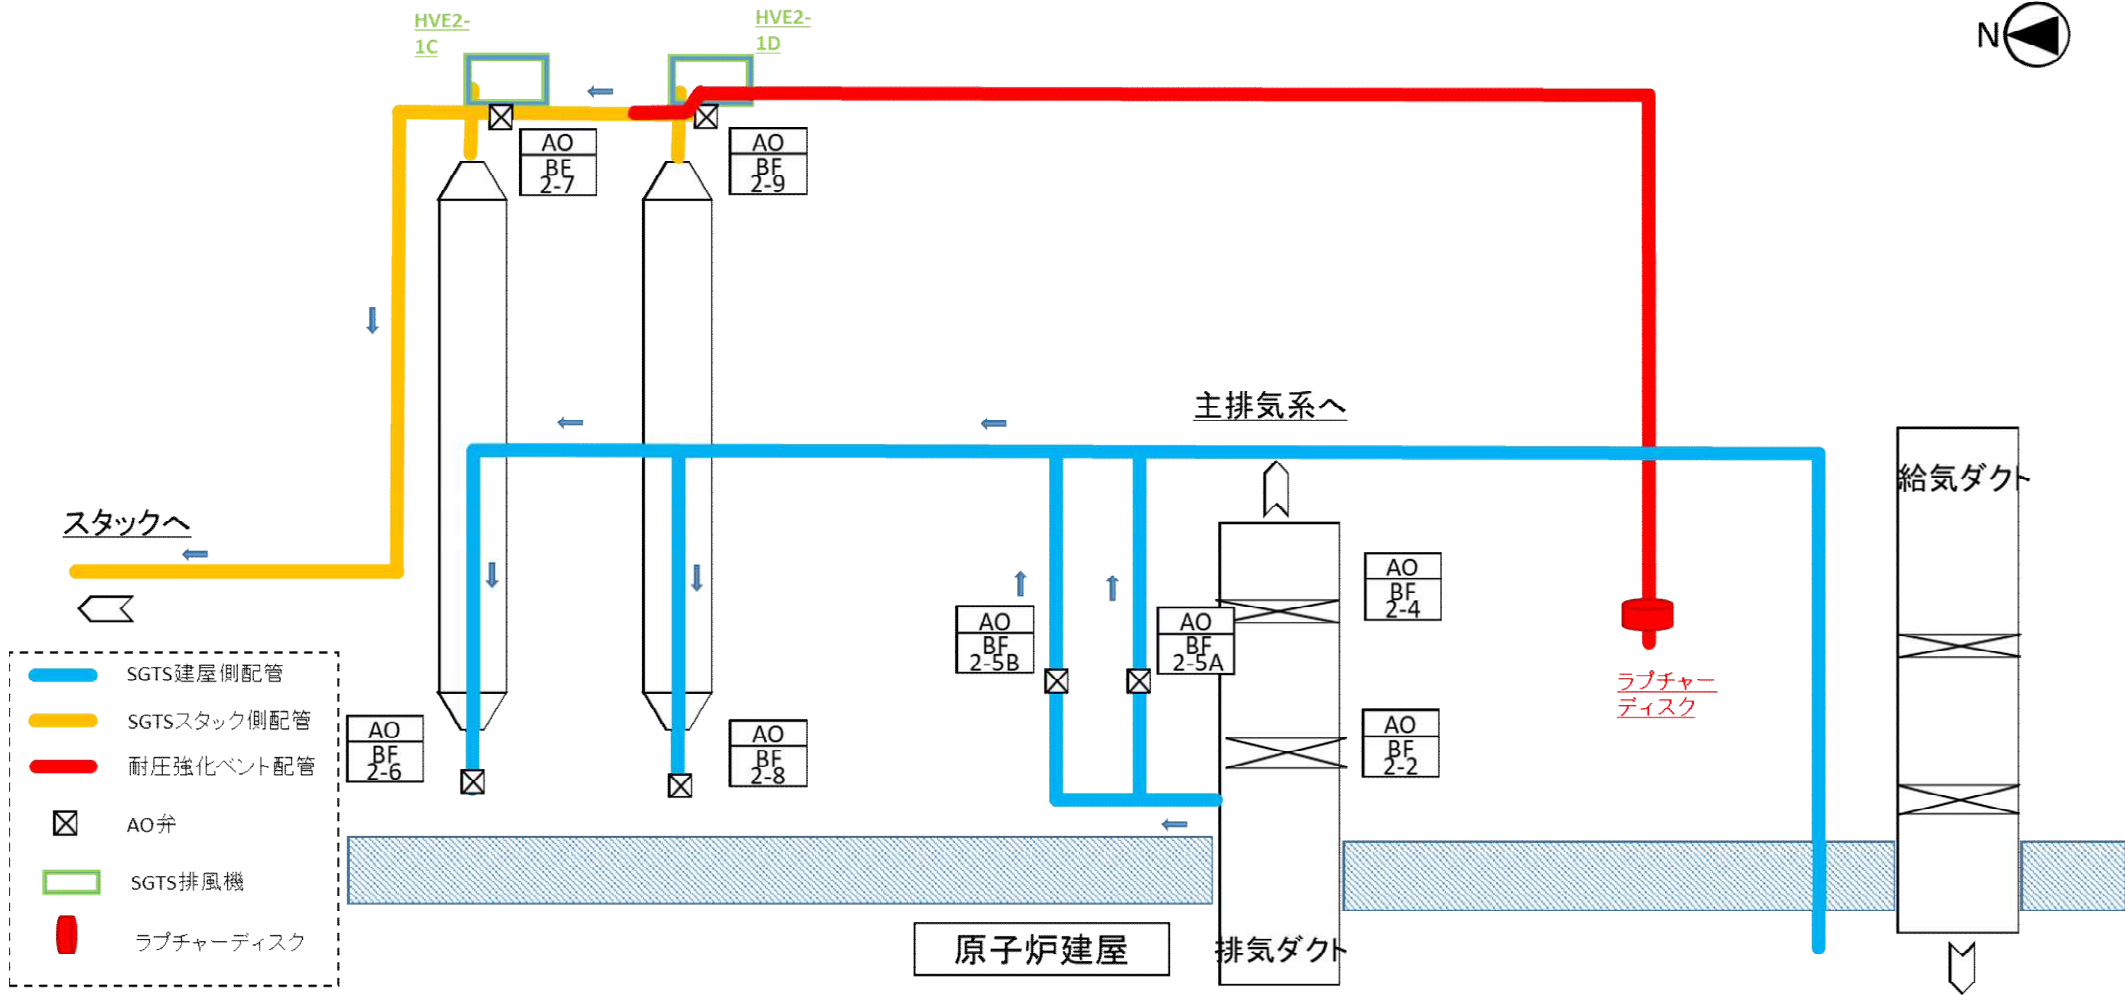 HVE2-
1C
HVE2-
1D
N
AO
BF
2-7
AO
BF
2-9
主排気系へ
給気ダクト
スタックへ
AO
BF
2-4
AO
BF
2-5B
AO
BF
2-5A
ラプチャー
ディスク
AO
BF
2-6
AO
BF
2-8
AO
BF
2-2
SGTS建屋側配管
SGTSスタック側配管
耐圧強化ベント配管
AO弁
SGTS排風機
ラプチャーディスク
原子炉建屋
排気ダクト